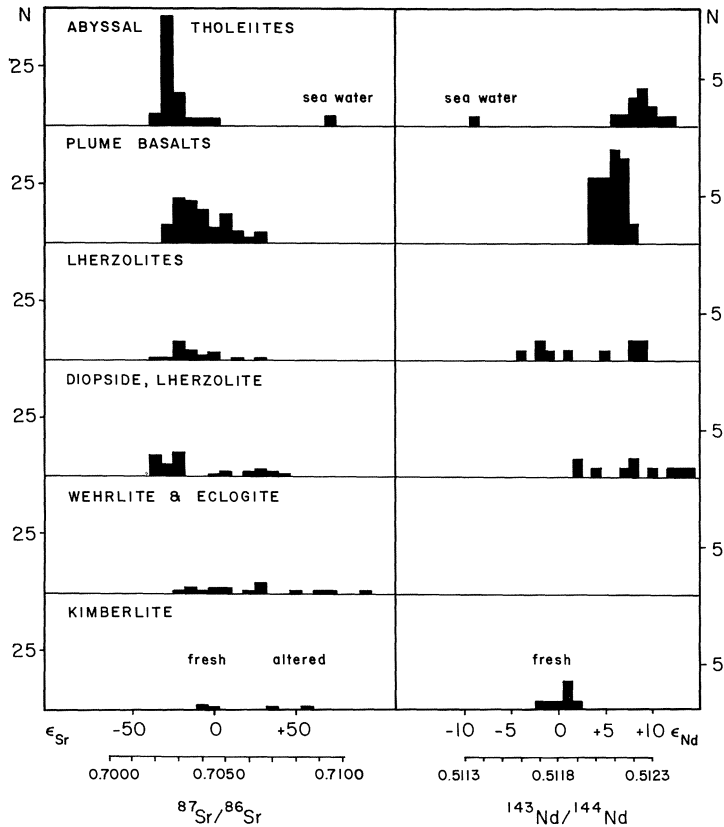 N N
ABYSSAL THOLEIITES
25 5
sea water sea water
PLUME BASALTS
25 5
LHERZOLITES
25 5
DIOPSIDE, LHERZOLITE
25 5
WEHRLITE & ECLOGITE
25 5
KIMBERLITE
25 5
fresh altered fresh
ϵSr -50 0 +50 -10 -5 0 +5 +10 ϵNd
0.7000 0.7050 0.7100 0.5113 0.5118 0.5123
87Sr/86Sr 143Nd/144Nd